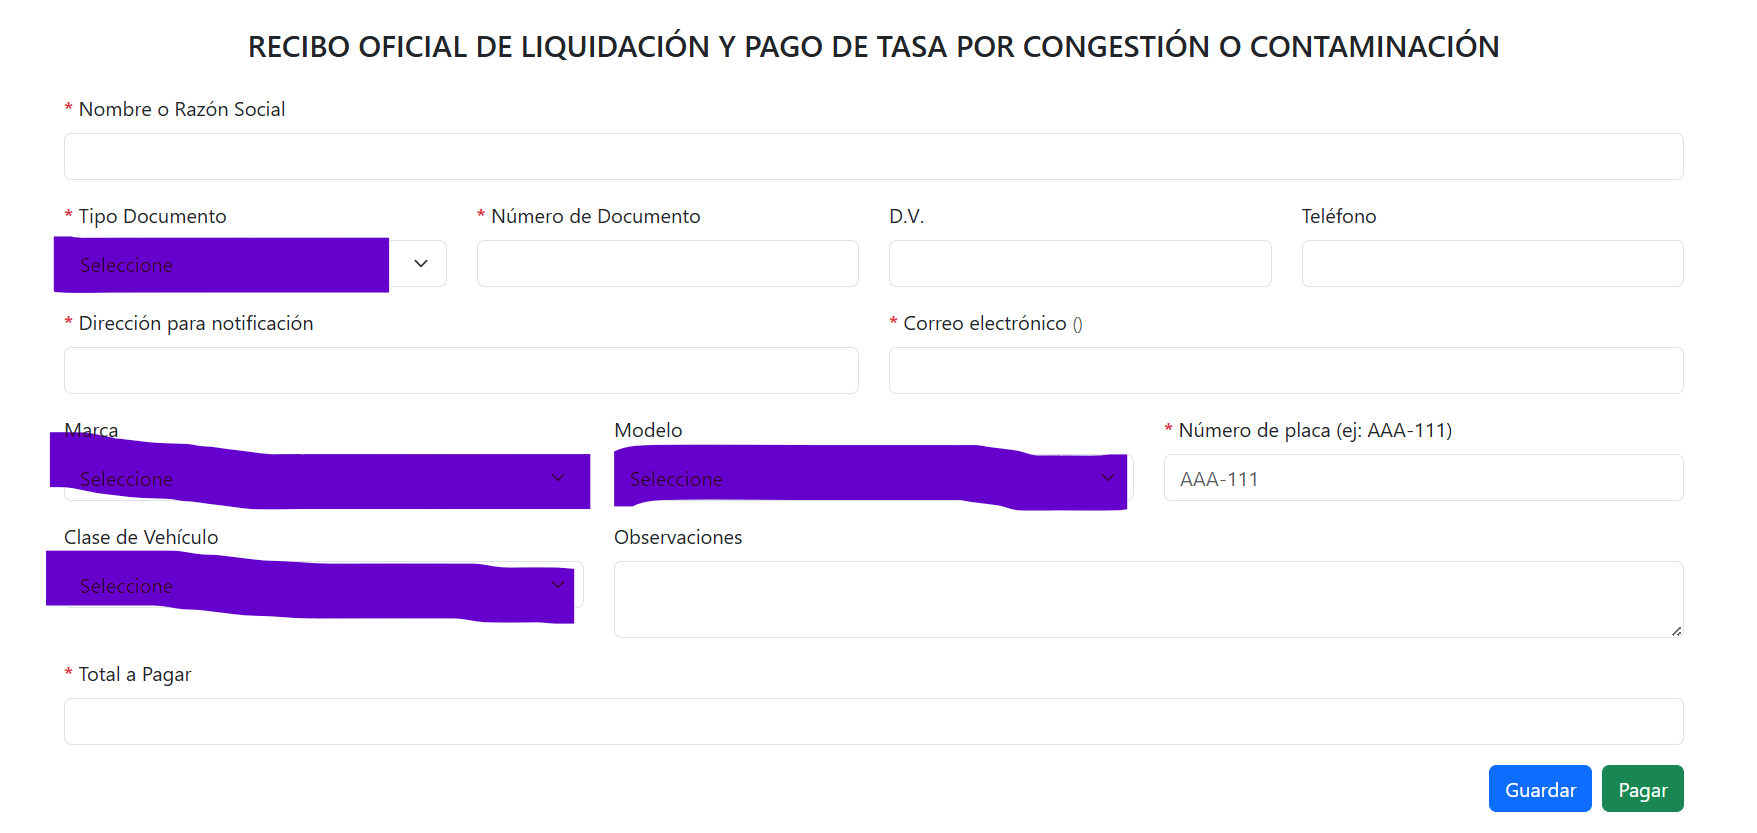 RECIBO OFICIAL DE LIQUIDACIÓN Y PAGO DE TASA POR CONGESTIÓN O CONTAMINACIÓN
* Nombre o Razón Social
* Tipo Documento * Número de Documento D.V. Teléfono
Seleccione
* Dirección para notificación * Correo electrónico ()
Marca Modelo * Número de placa (ej: AAA-111)
Seleccione Seleccione AAA-111
Clase de Vehículo Observaciones
Seleccione
* Total a Pagar
Guardar Pagar